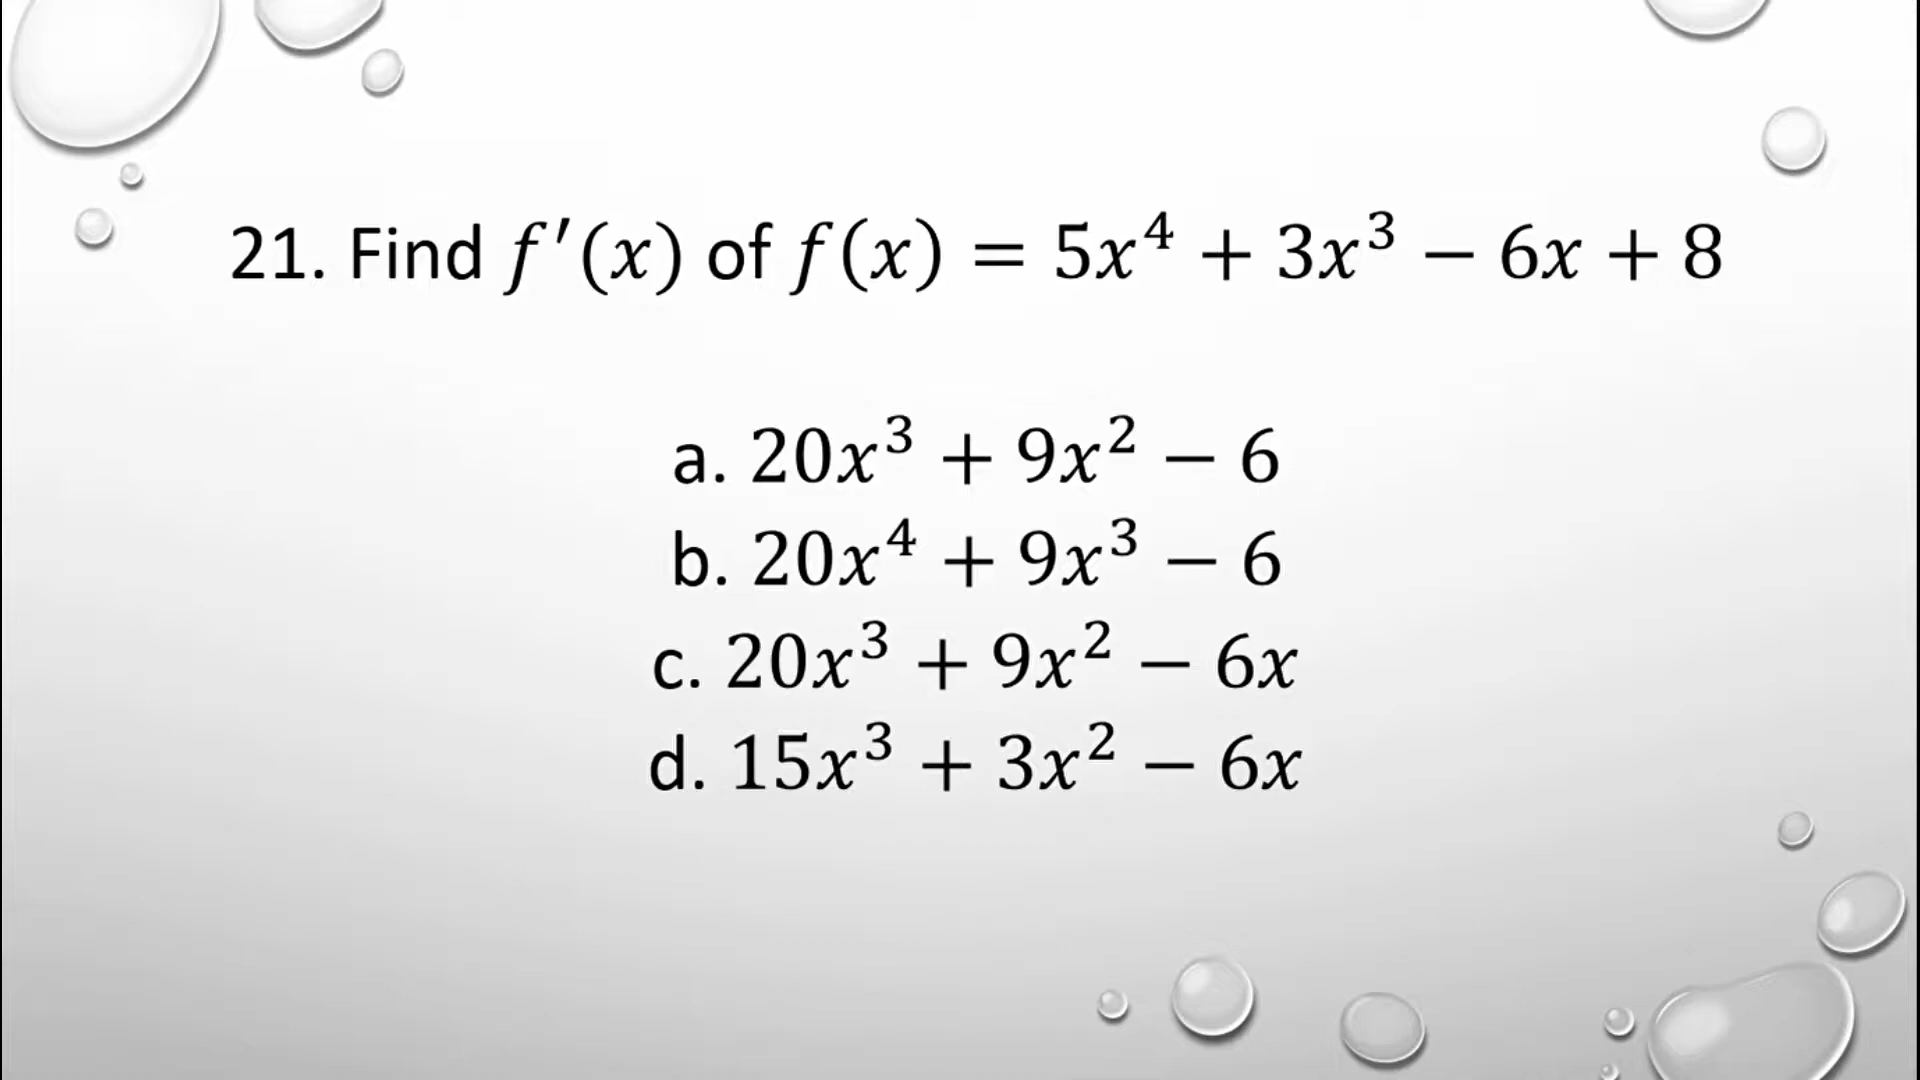 21. Find f′(x) of f(x) = 5x⁴ + 3x³ − 6x + 8
a. 20x³ + 9x² − 6
b. 20x⁴ + 9x³ − 6
c. 20x³ + 9x² − 6x
d. 15x³ + 3x² − 6x